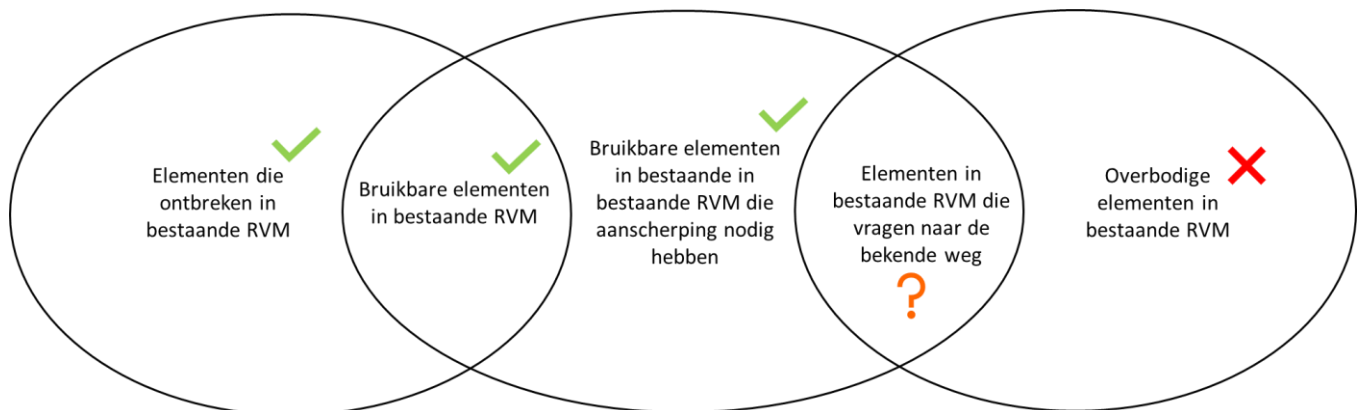 Elementen die
ontbreken in
bestaande RVM
Bruikbare elementen
in bestaande RVM
Bruikbare elementen
in bestaande in
bestaande RVM die
aanscherping nodig
hebben
Elementen in
bestaande RVM die
vragen naar de
bekende weg
?
Overbodige
elementen in
bestaande RVM